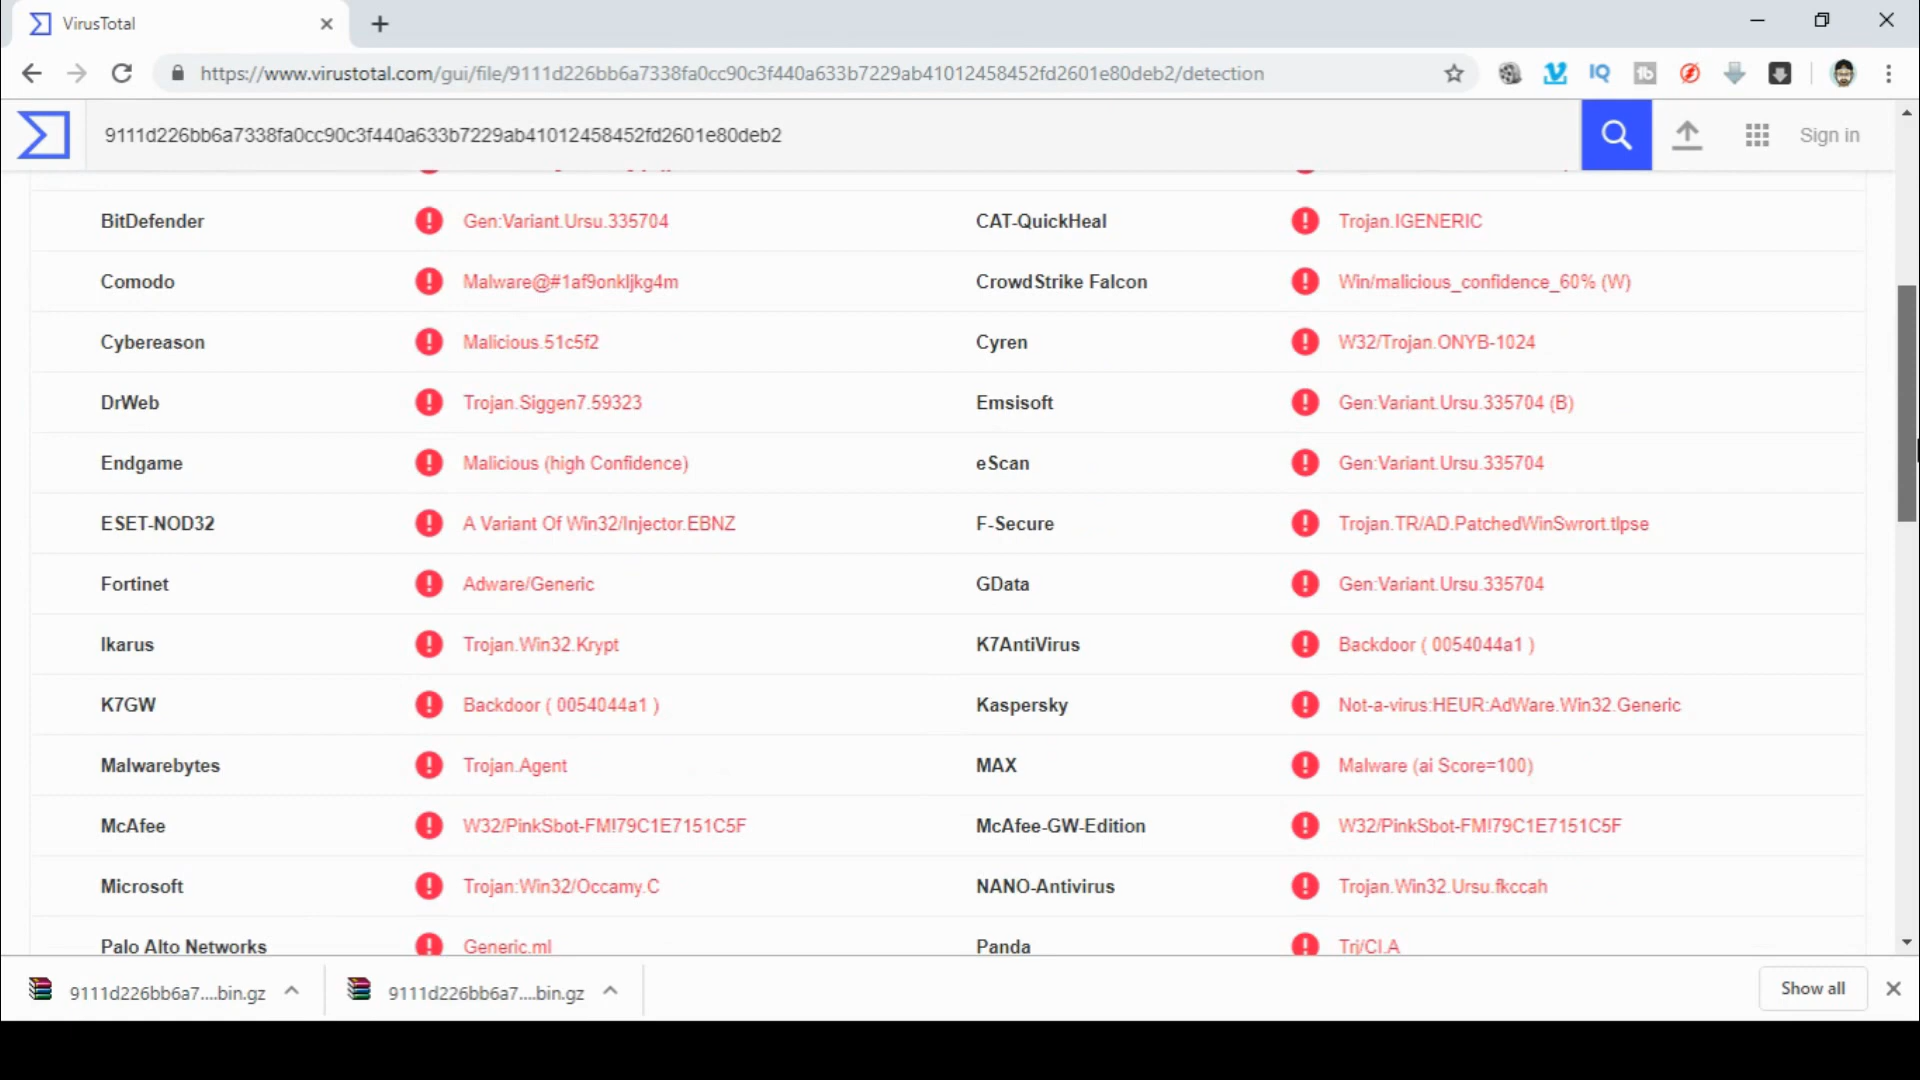 VirusTotal
https://www.virustotal.com/gui/file/9111d226bb6a7338fa0cc90c3f440a633b7229ab41012458452fd2601e80deb2/detection
IQ
9111d226bb6a7338fa0cc90c3f440a633b7229ab41012458452fd2601e80deb2
Sign in
BitDefender Gen:Variant.Ursu.335704 CAT-QuickHeal Trojan.IGENERIC
Comodo Malware@#1af9onkljkg4m CrowdStrike Falcon Win/malicious_confidence_60% (W)
Cybereason Malicious.51c5f2 Cyren W32/Trojan.ONYB-1024
DrWeb Trojan.Siggen7.59323 Emsisoft Gen:Variant.Ursu.335704 (B)
Endgame Malicious (high Confidence) eScan Gen:Variant.Ursu.335704
ESET-NOD32 A Variant Of Win32/Injector.EBNZ F-Secure Trojan.TR/AD.PatchedWinSwrort.tlpse
Fortinet Adware/Generic GData Gen:Variant.Ursu.335704
Ikarus Trojan.Win32.Krypt K7AntiVirus Backdoor ( 0054044a1 )
K7GW Backdoor ( 0054044a1 ) Kaspersky Not-a-virus:HEUR:AdWare.Win32.Generic
Malwarebytes Trojan.Agent MAX Malware (ai Score=100)
McAfee W32/PinkSbot-FM!79C1E7151C5F McAfee-GW-Edition W32/PinkSbot-FM!79C1E7151C5F
Microsoft Trojan:Win32/Occamy.C NANO-Antivirus Trojan.Win32.Ursu.fkccah
Palo Alto Networks Generic.ml Panda Trj/CI.A
9111d226bb6a7....bin.gz 9111d226bb6a7....bin.gz Show all